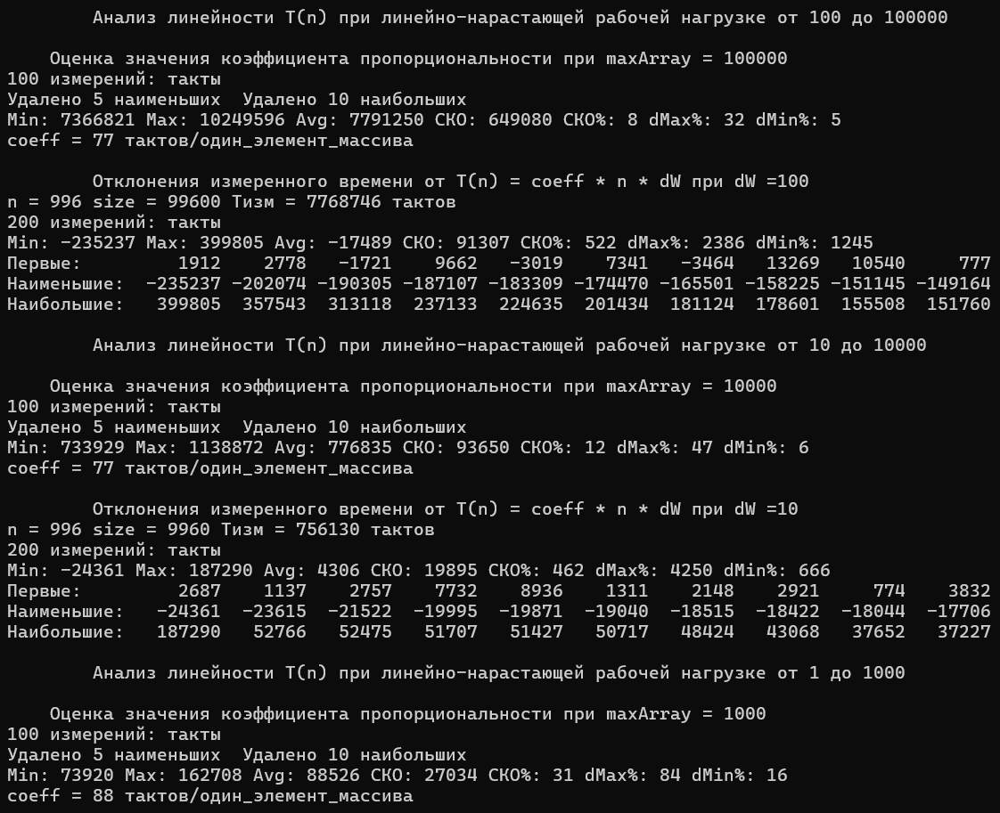 Анализ линейности T(n) при линейно-нарастающей рабочей нагрузке от 100 до 100000
Оценка значения коэффициента пропорциональности при maxArray = 100000
100 измерений: такты
Удалено 5 наименьших  Удалено 10 наибольших
Min: 7366821 Max: 10249596 Avg: 7791250 СКО: 649080 СКО%: 8 dMax%: 32 dMin%: 5
coeff = 77 тактов/один_элемент_массива
Отклонения измеренного времени от T(n) = coeff * n * dW при dW =100
n = 996 size = 99600 Тизм = 7768746 тактов
200 измерений: такты
Min: -235237 Max: 399805 Avg: -17489 СКО: 91307 СКО%: 522 dMax%: 2386 dMin%: 1245
Первые: 1912 2778 -1721 9662 -3019 7341 -3464 13269 10540 777
Наименьшие: -235237 -202074 -190305 -187107 -183309 -174470 -165501 -158225 -151145 -149164
Наибольшие: 399805 357543 313118 237133 224635 201434 181124 178601 155508 151760
Анализ линейности T(n) при линейно-нарастающей рабочей нагрузке от 10 до 10000
Оценка значения коэффициента пропорциональности при maxArray = 10000
100 измерений: такты
Удалено 5 наименьших  Удалено 10 наибольших
Min: 733929 Max: 1138872 Avg: 776835 СКО: 93650 СКО%: 12 dMax%: 47 dMin%: 6
coeff = 77 тактов/один_элемент_массива
Отклонения измеренного времени от T(n) = coeff * n * dW при dW =10
n = 996 size = 9960 Тизм = 756130 тактов
200 измерений: такты
Min: -24361 Max: 187290 Avg: 4306 СКО: 19895 СКО%: 462 dMax%: 4250 dMin%: 666
Первые: 2687 1137 2757 7732 8936 1311 2148 2921 774 3832
Наименьшие: -24361 -23615 -21522 -19995 -19871 -19040 -18515 -18422 -18044 -17706
Наибольшие: 187290 52766 52475 51707 51427 50717 48424 43068 37652 37227
Анализ линейности T(n) при линейно-нарастающей рабочей нагрузке от 1 до 1000
Оценка значения коэффициента пропорциональности при maxArray = 1000
100 измерений: такты
Удалено 5 наименьших  Удалено 10 наибольших
Min: 73920 Max: 162708 Avg: 88526 СКО: 27034 СКО%: 31 dMax%: 84 dMin%: 16
coeff = 88 тактов/один_элемент_массива